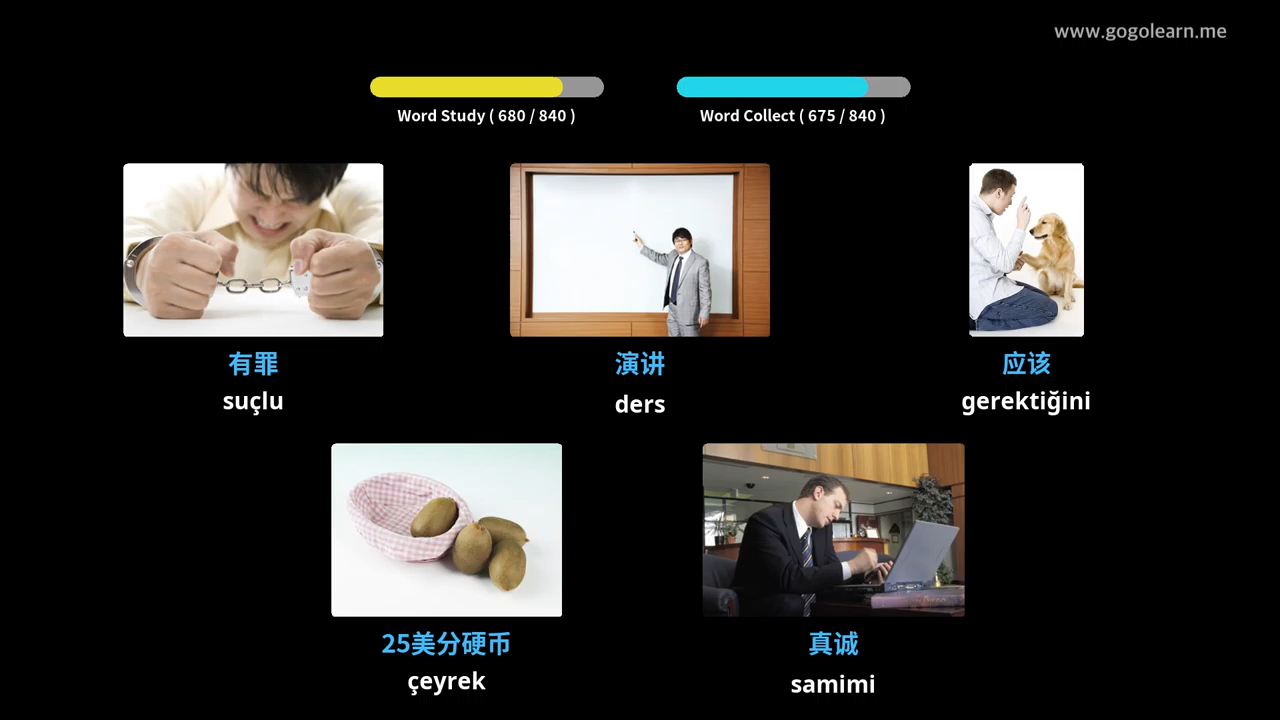 www.gogolearn.me
Word Study ( 680 / 840 )
Word Collect ( 675 / 840 )
有罪
suçlu
演讲
ders
应该
gerektiğini
25美分硬币
çeyrek
真诚
samimi